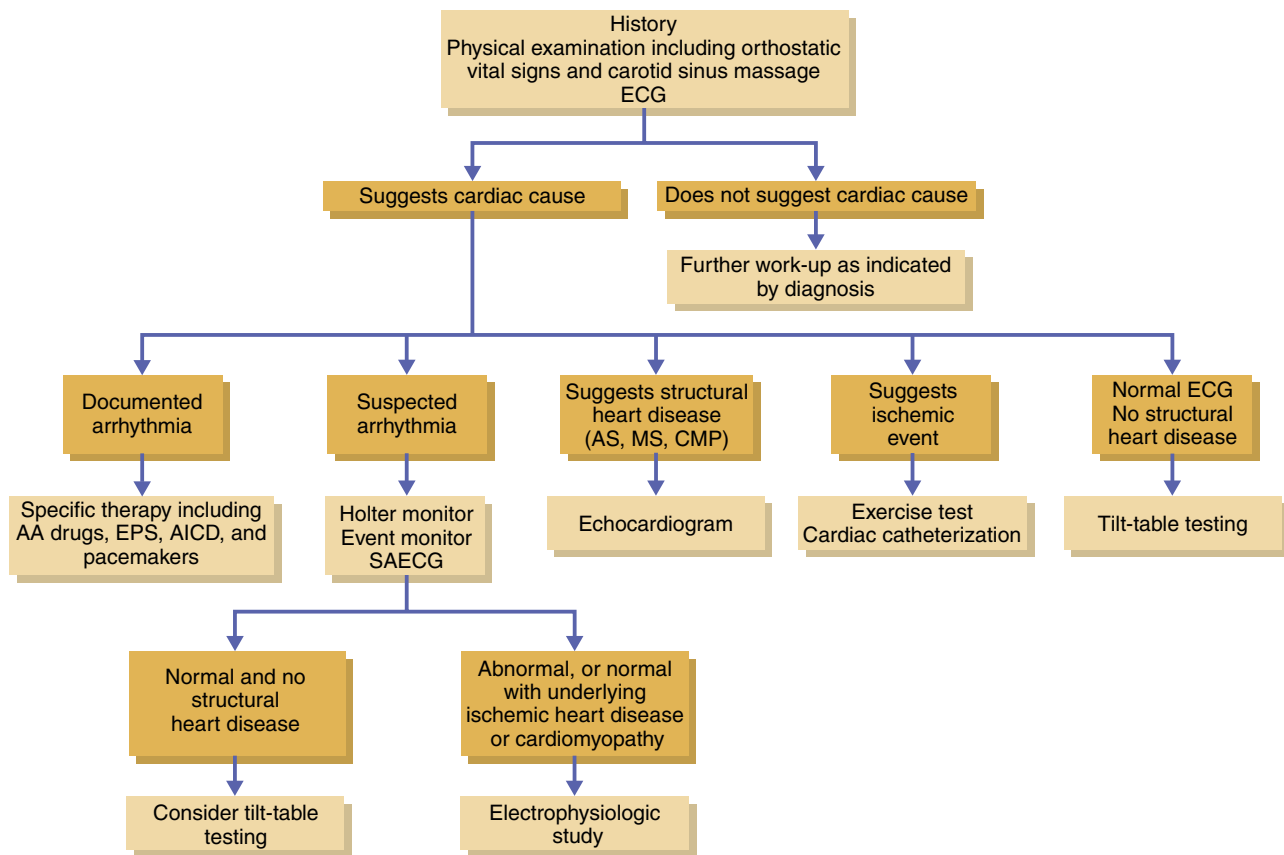 History
Physical examination including orthostatic
vital signs and carotid sinus massage
ECG
Suggests cardiac cause
Does not suggest cardiac cause
Further work-up as indicated
by diagnosis
Documented
arrhythmia
Suspected
arrhythmia
Suggests structural
heart disease
(AS, MS, CMP)
Suggests
ischemic
event
Normal ECG
No structural
heart disease
Specific therapy including
AA drugs, EPS, AICD, and
pacemakers
Holter monitor
Event monitor
SAECG
Echocardiogram
Exercise test
Cardiac catheterization
Tilt-table testing
Normal and no
structural
heart disease
Abnormal, or normal
with underlying
ischemic heart disease
or cardiomyopathy
Consider tilt-table
testing
Electrophysiologic
study